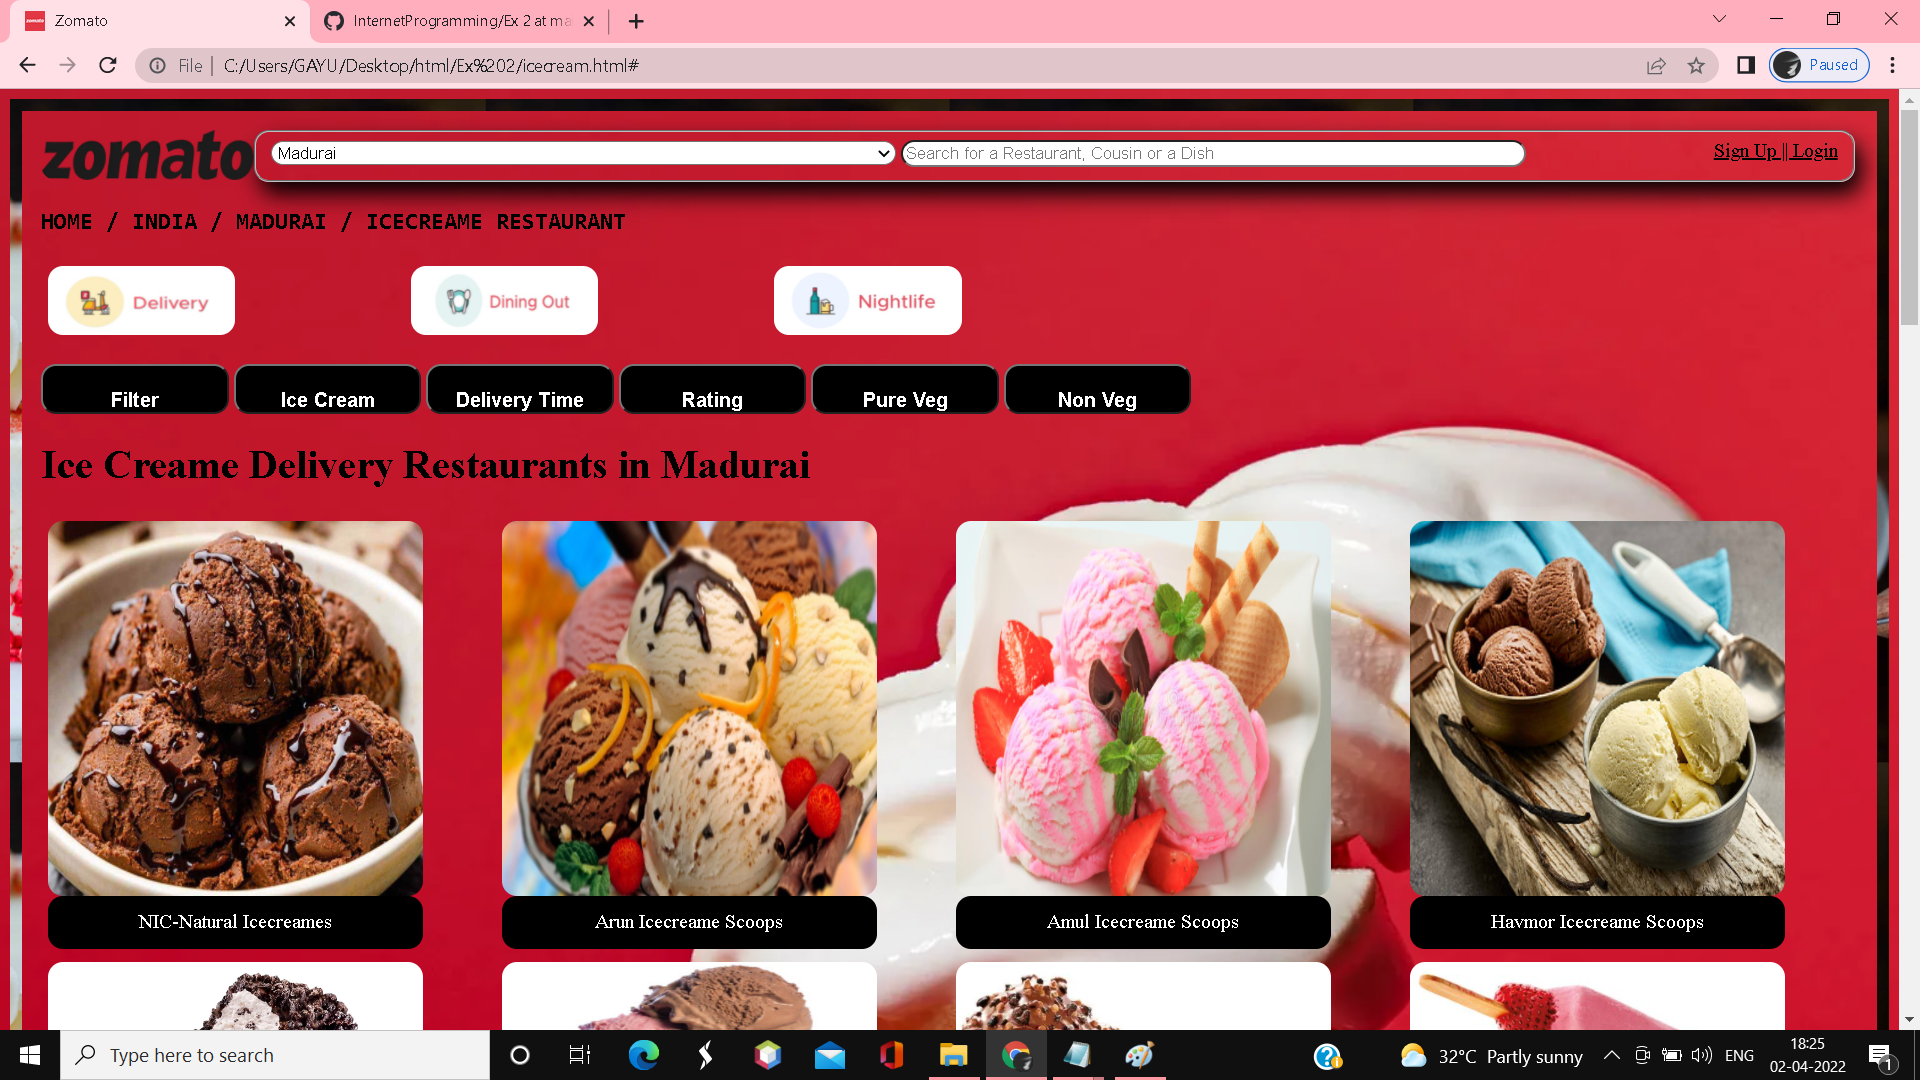 Zomato
InternetProgramming/Ex 2 at ma
File | C:/Users/GAYU/Desktop/html/Ex%202/icecream.html#
Paused
zomato
Madurai
Search for a Restaurant, Cousin or a Dish
Sign Up || Login
HOME / INDIA / MADURAI / ICECREAME RESTAURANT
Delivery
Dining Out
Nightlife
Filter
Ice Cream
Delivery Time
Rating
Pure Veg
Non Veg
Ice Creame Delivery Restaurants in Madurai
NIC-Natural Icecreames
Arun Icecreame Scoops
Amul Icecreame Scoops
Havmor Icecreame Scoops
Type here to search
32°C Partly sunny
ENG
18:25
02-04-2022
1